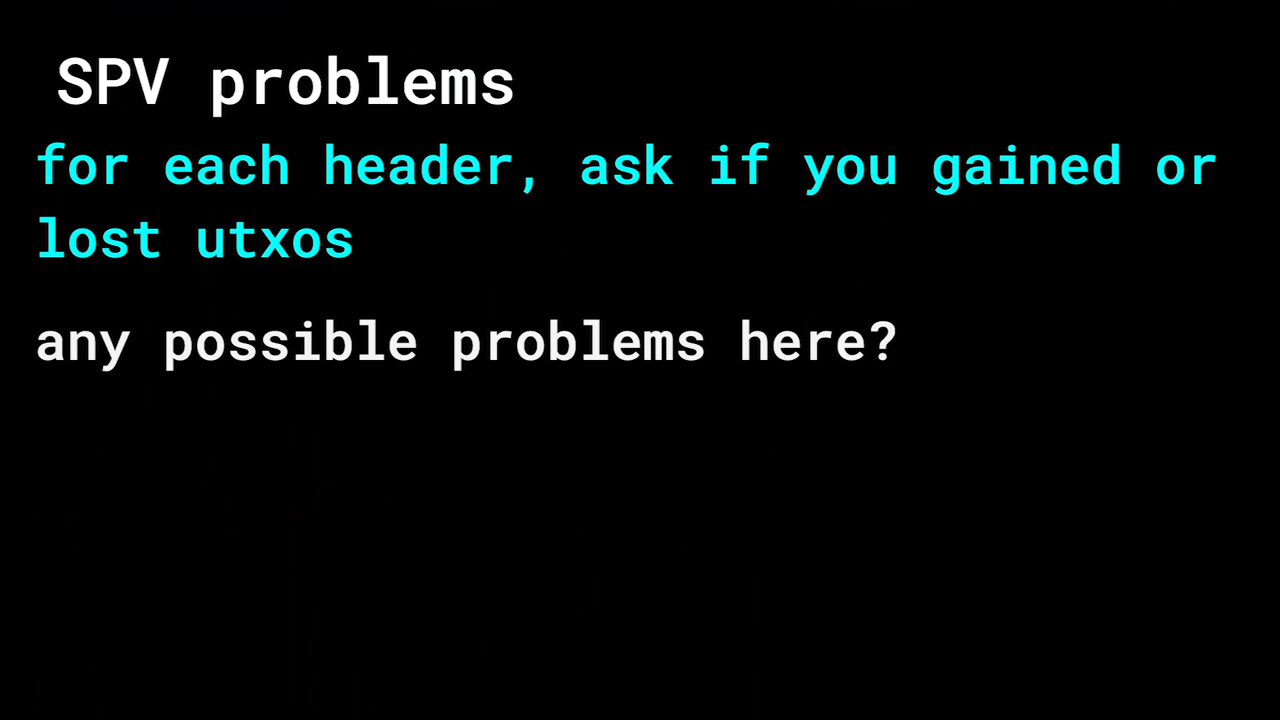 SPV problems
for each header, ask if you gained or
lost utxos
any possible problems here?